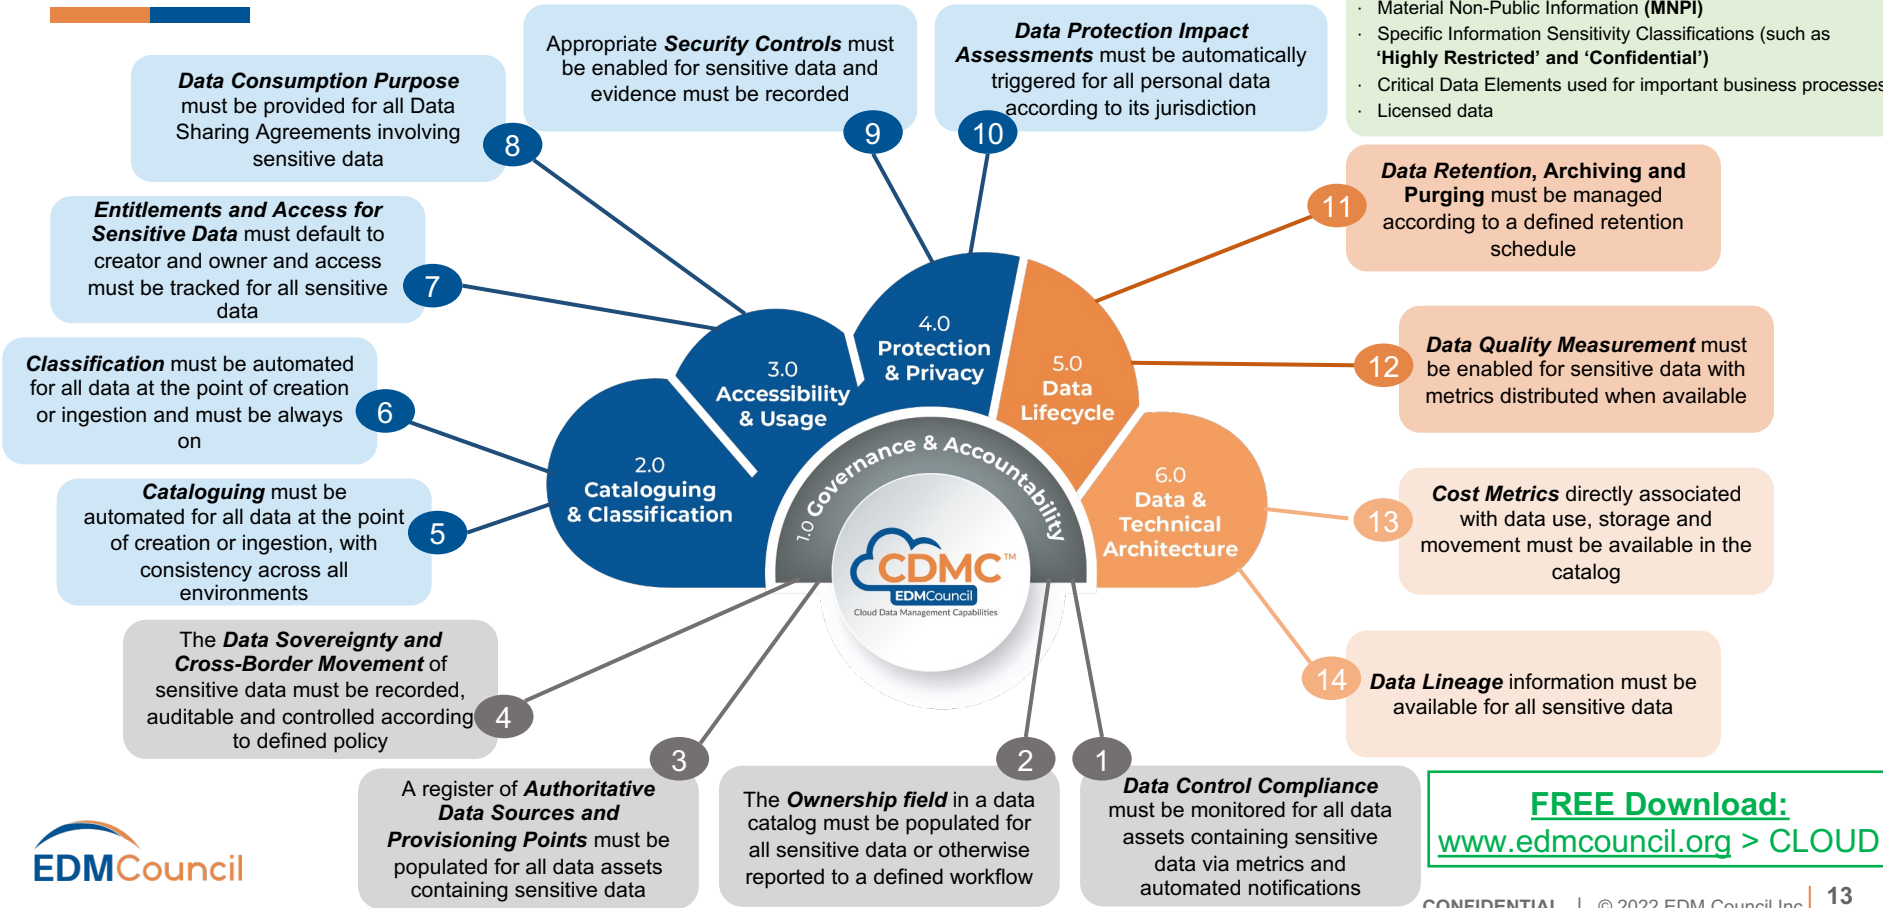 · Material Non-Public Information (MNPI)
· Specific Information Sensitivity Classifications (such as
‘Highly Restricted’ and ‘Confidential’)
· Critical Data Elements used for important business processes
· Licensed data
Data Consumption Purpose
must be provided for all Data
Sharing Agreements involving
sensitive data
8
Appropriate Security Controls must
be enabled for sensitive data and
evidence must be recorded
9
Data Protection Impact
Assessments must be automatically
triggered for all personal data
according to its jurisdiction
10
Data Retention, Archiving and
Purging must be managed
according to a defined retention
schedule
11
Entitlements and Access for
Sensitive Data must default to
creator and owner and access
must be tracked for all sensitive
data
7
Data Quality Measurement must
be enabled for sensitive data with
metrics distributed when available
12
Classification must be automated
for all data at the point of creation
or ingestion and must be always
on
6
4.0
Protection
& Privacy
3.0
Accessibility
& Usage
5.0
Data
Lifecycle
2.0
Cataloguing
& Classification
1.0 Governance & Accountability
6.0
Data &
Technical
Architecture
CDMC™
EDMCouncil
Cloud Data Management Capabilities
Cataloguing must be
automated for all data at the point
of creation or ingestion, with
consistency across all
environments
5
Cost Metrics directly associated
with data use, storage and
movement must be available in the
catalog
13
The Data Sovereignty and
Cross-Border Movement of
sensitive data must be recorded,
auditable and controlled according
to defined policy
4
Data Lineage information must be
available for all sensitive data
14
A register of Authoritative
Data Sources and
Provisioning Points must be
populated for all data assets
containing sensitive data
3
The Ownership field in a data
catalog must be populated for
all sensitive data or otherwise
reported to a defined workflow
2
Data Control Compliance
must be monitored for all data
assets containing sensitive
data via metrics and
automated notifications
1
FREE Download:
www.edmcouncil.org > CLOUD
EDMCouncil
CONFIDENTIAL | © 2022 EDM Council Inc | 13